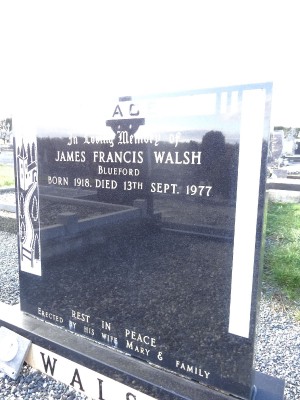 In Loving Memory of
JAMES FRANCIS WALSH
BLUEFORD
BORN 1918. DIED 13TH SEPT. 1977
REST IN PEACE
ERECTED BY HIS WIFE MARY & FAMILY
WALS